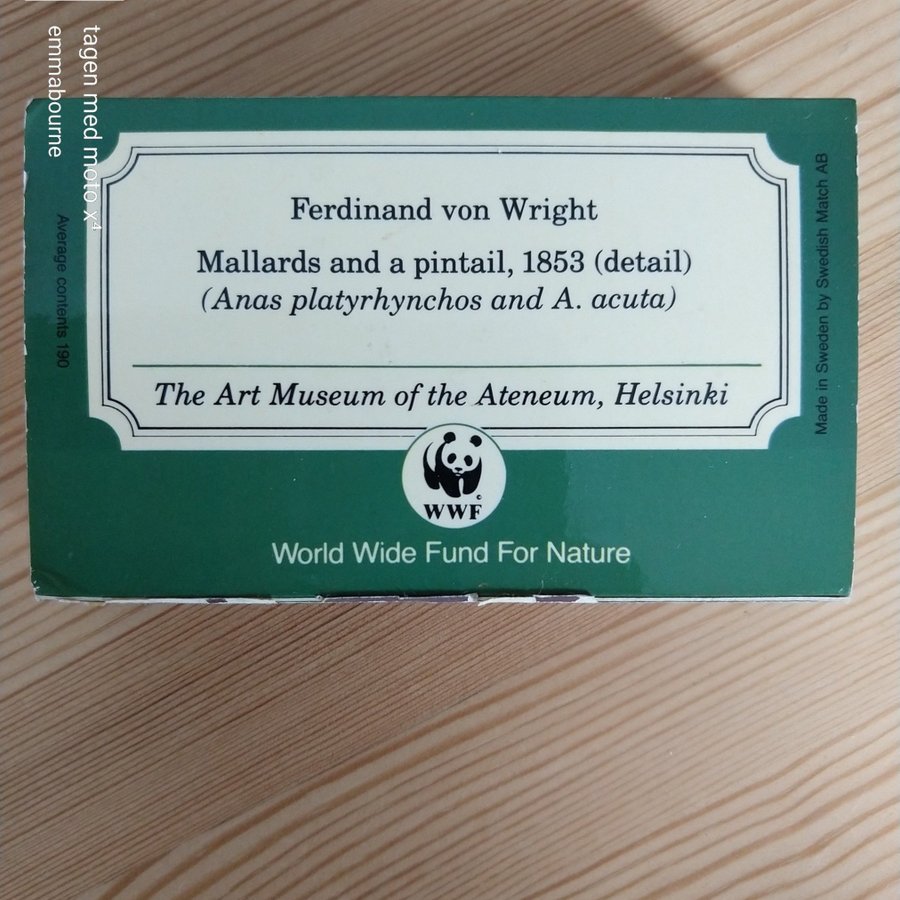 tagen med moto x⁴
emmabourne
Average contents 190
Ferdinand von Wright
Mallards and a pintail, 1853 (detail)
(Anas platyrhynchos and A. acuta)
The Art Museum of the Ateneum, Helsinki
©
WWF
World Wide Fund For Nature
Made in Sweden by Swedish Match AB